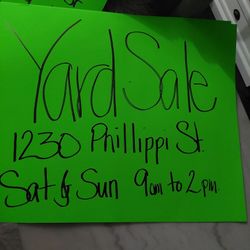 Yard Sale
1230 Phillippi St.
Sat & Sun 9am to 2pm.